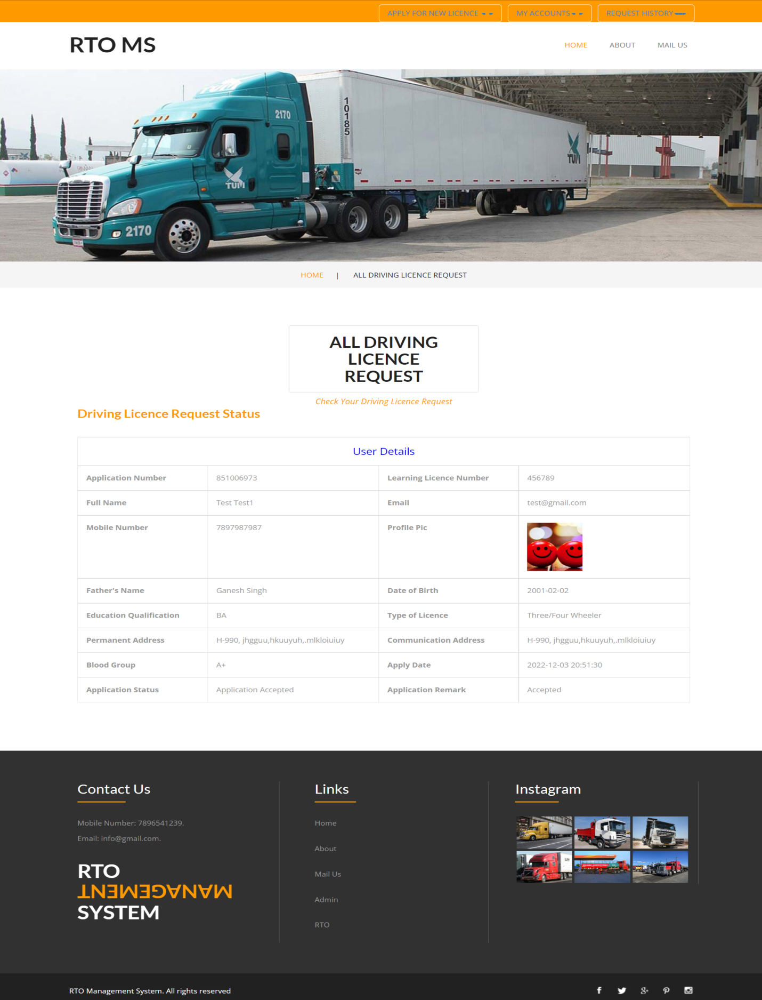 APPLY FOR NEW LICENCE
MY ACCOUNTS
REQUEST HISTORY
RTO MS
HOME
ABOUT
MAIL US
TUM
2170
10185
TUM
TUM
2170
HOME | ALL DRIVING LICENCE REQUEST
ALL DRIVING
LICENCE
REQUEST
Check Your Driving Licence Request
Driving Licence Request Status
User Details
Application Number 851006973 Learning Licence Number 456789
Full Name Test Test1 Email test@gmail.com
Mobile Number 7897987987 Profile Pic
Father's Name Ganesh Singh Date of Birth 2001-02-02
Education Qualification BA Type of Licence Three/Four Wheeler
Permanent Address H-990, jhgguu,hkuuyuh,.mlkloiuiuy Communication Address H-990, jhgguu,hkuuyuh,.mlkloiuiuy
Blood Group A+ Apply Date 2022-12-03 20:51:30
Application Status Application Accepted Application Remark Accepted
Contact Us
Mobile Number: 7896541239.
Email: info@gmail.com.
RTO
MANAGEMENT
SYSTEM
Links
Home
About
Mail Us
Admin
RTO
Instagram
RTO Management System. All rights reserved